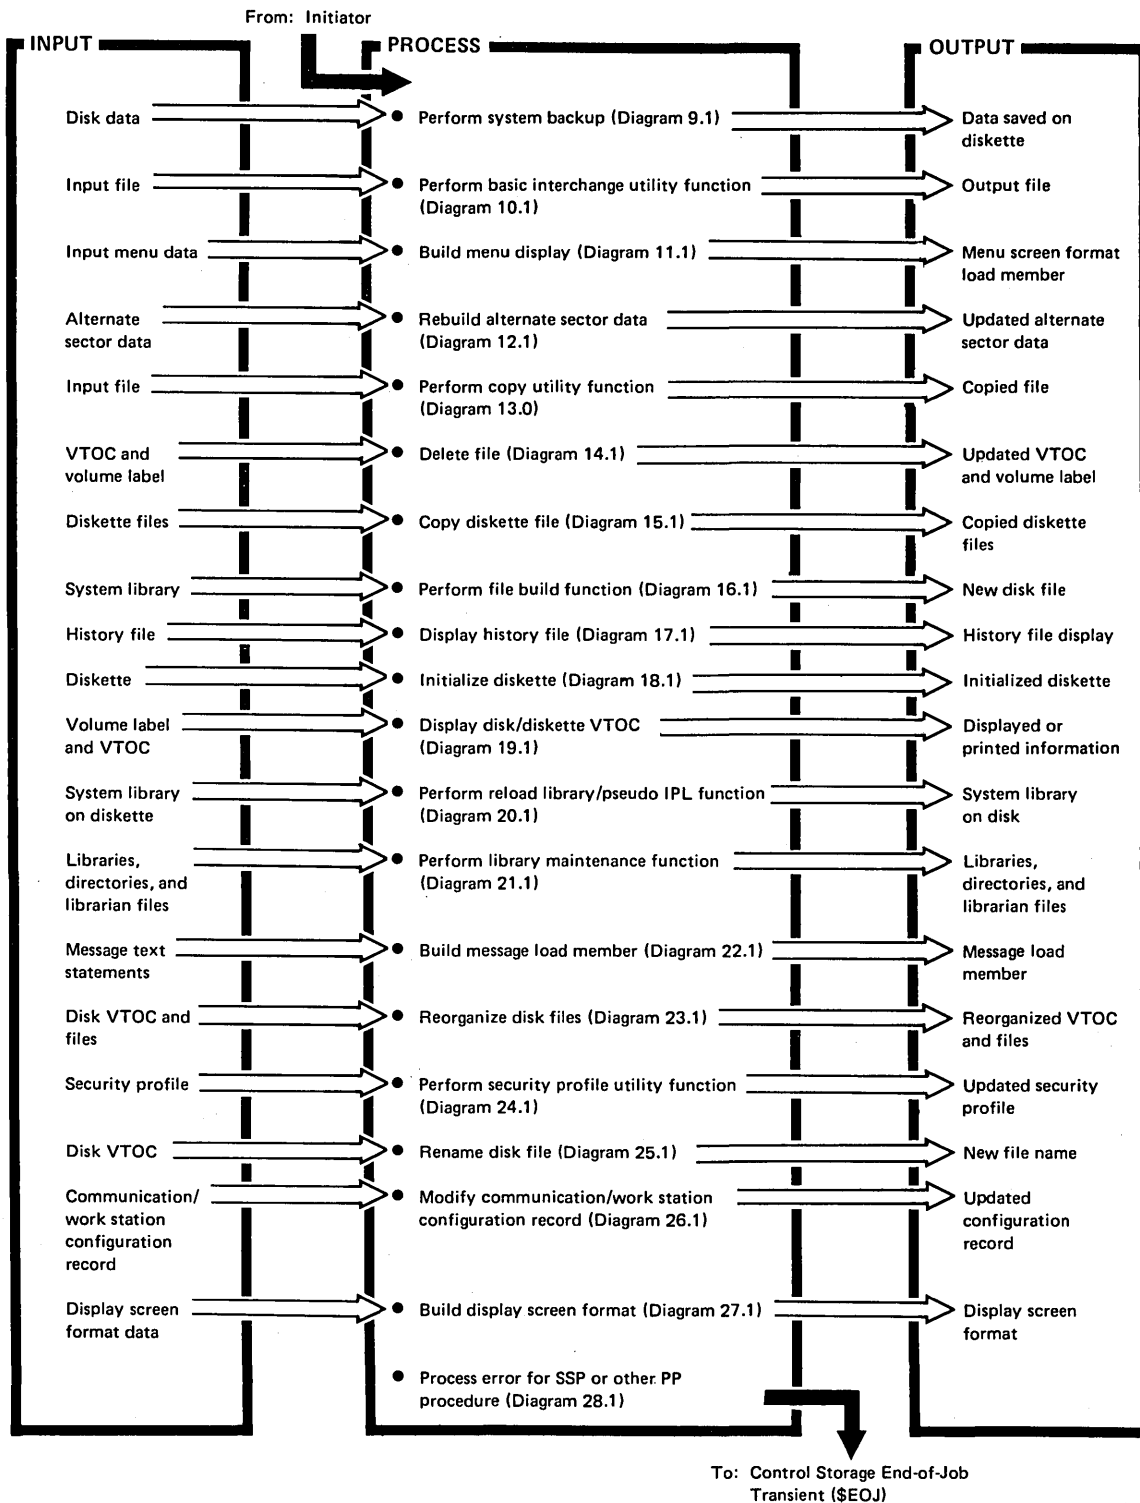 From: Initiator
INPUT
PROCESS
OUTPUT
Disk data
Perform system backup (Diagram 9.1)
Data saved on
diskette
Input file
Perform basic interchange utility function
(Diagram 10.1)
Output file
Input menu data
Build menu display (Diagram 11.1)
Menu screen format
load member
Alternate
sector data
Rebuild alternate sector data
(Diagram 12.1)
Updated alternate
sector data
Input file
Perform copy utility function
(Diagram 13.0)
Copied file
VTOC and
volume label
Delete file (Diagram 14.1)
Updated VTOC
and volume label
Diskette files
Copy diskette file (Diagram 15.1)
Copied diskette
files
System library
Perform file build function (Diagram 16.1)
New disk file
History file
Display history file (Diagram 17.1)
History file display
Diskette
Initialize diskette (Diagram 18.1)
Initialized diskette
Volume label
and VTOC
Display disk/diskette VTOC
(Diagram 19.1)
Displayed or
printed information
System library
on diskette
Perform reload library/pseudo IPL function
(Diagram 20.1)
System library
on disk
Libraries,
directories, and
librarian files
Perform library maintenance function
(Diagram 21.1)
Libraries,
directories, and
librarian files
Message text
statements
Build message load member (Diagram 22.1)
Message load
member
Disk VTOC and
files
Reorganize disk files (Diagram 23.1)
Reorganized VTOC
and files
Security profile
Perform security profile utility function
(Diagram 24.1)
Updated security
profile
Disk VTOC
Rename disk file (Diagram 25.1)
New file name
Communication/
work station
configuration
record
Modify communication/work station
configuration record (Diagram 26.1)
Updated
configuration
record
Display screen
format data
Build display screen format (Diagram 27.1)
Display screen
format
Process error for SSP or other PP
procedure (Diagram 28.1)
To: Control Storage End-of-Job
Transient ($EOJ)